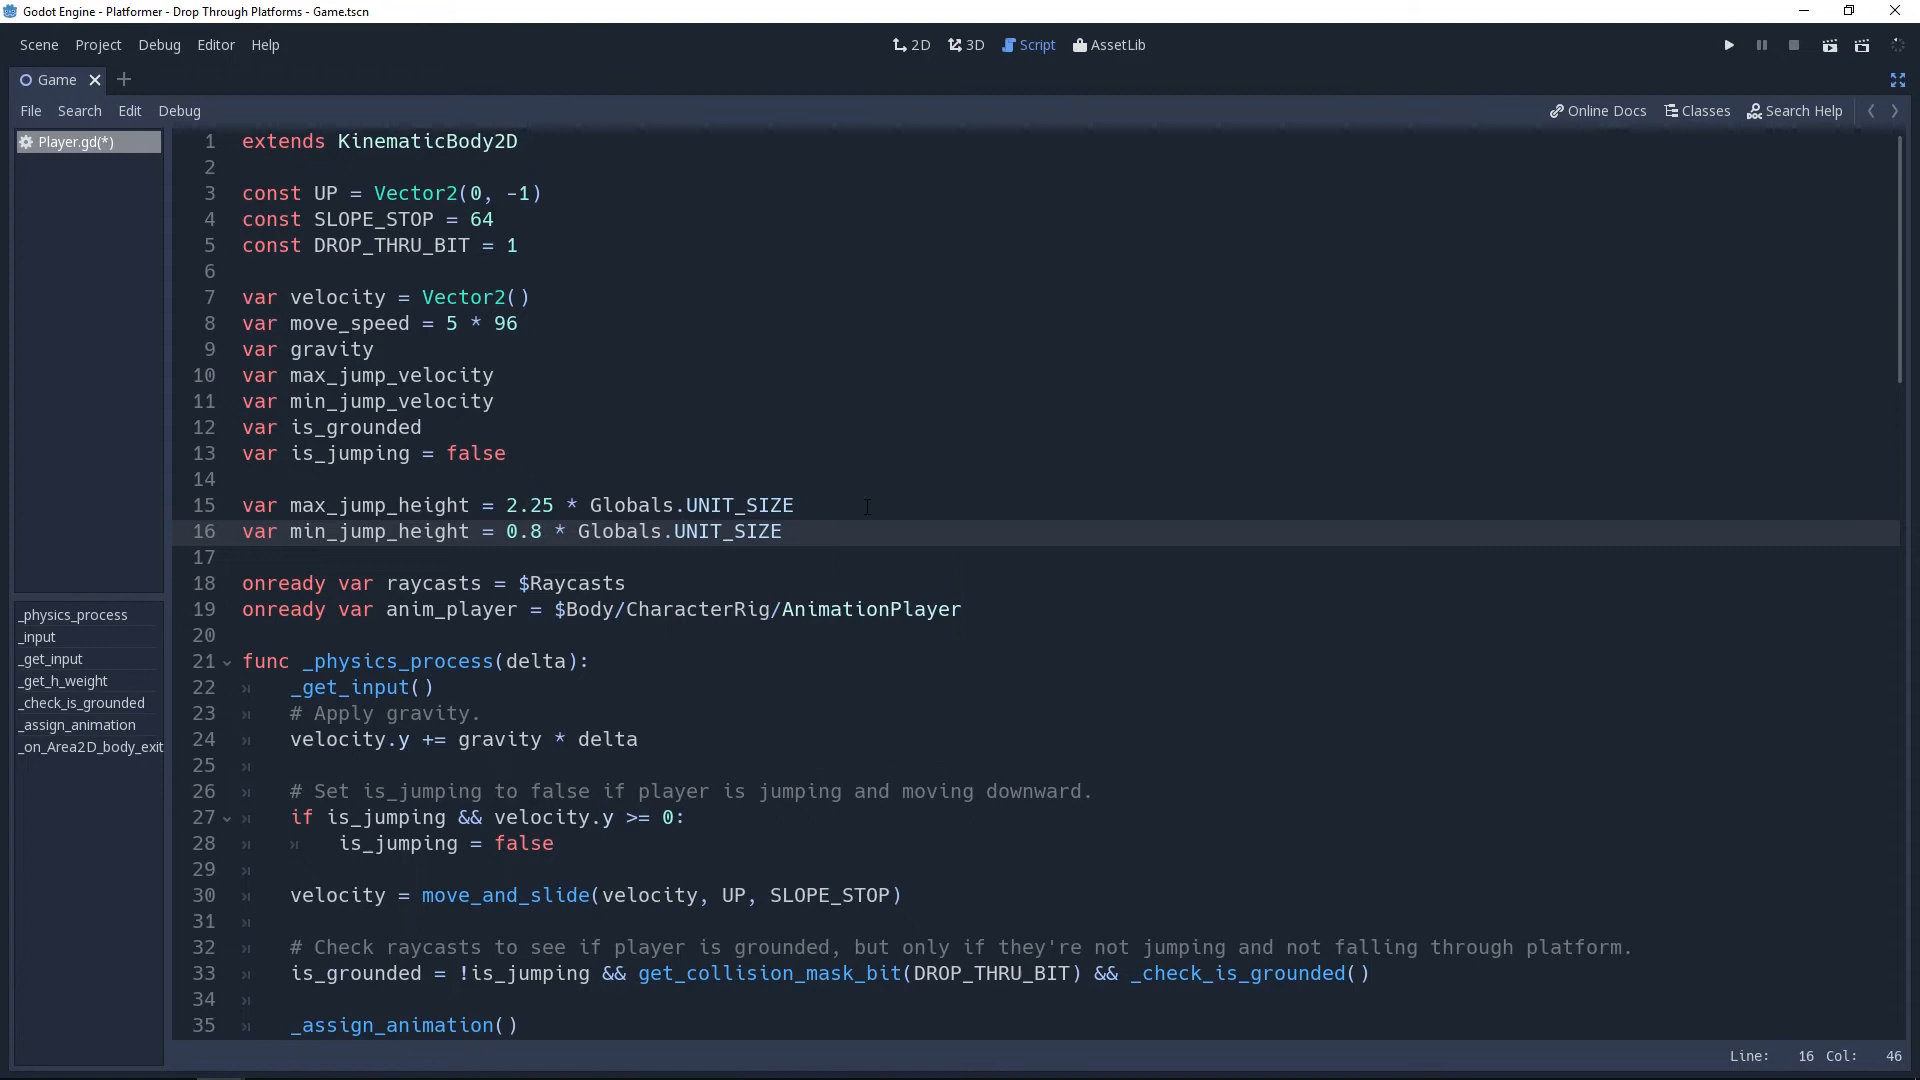 Godot Engine - Platformer - Drop Through Platforms - Game.tscn
Scene Project Debug Editor Help
2D 3D Script AssetLib
Game
File Search Edit Debug
Online Docs Classes Search Help
Player.gd(*)
1 extends KinematicBody2D
2
3 const UP = Vector2(0, -1)
4 const SLOPE_STOP = 64
5 const DROP_THRU_BIT = 1
6
7 var velocity = Vector2()
8 var move_speed = 5 * 96
9 var gravity
10 var max_jump_velocity
11 var min_jump_velocity
12 var is_grounded
13 var is_jumping = false
14
15 var max_jump_height = 2.25 * Globals.UNIT_SIZE
16 var min_jump_height = 0.8 * Globals.UNIT_SIZE
17
18 onready var raycasts = $Raycasts
19 onready var anim_player = $Body/CharacterRig/AnimationPlayer
20
21 func _physics_process(delta):
22 _get_input()
23 # Apply gravity.
24 velocity.y += gravity * delta
25
26 # Set is_jumping to false if player is jumping and moving downward.
27 if is_jumping && velocity.y >= 0:
28 is_jumping = false
29
30 velocity = move_and_slide(velocity, UP, SLOPE_STOP)
31
32 # Check raycasts to see if player is grounded, but only if they're not jumping and not falling through platform.
33 is_grounded = !is_jumping && get_collision_mask_bit(DROP_THRU_BIT) && _check_is_grounded()
34
35 _assign_animation()
_physics_process
_input
_get_input
_get_h_weight
_check_is_grounded
_assign_animation
_on_Area2D_body_exit
Line: 16 Col: 46